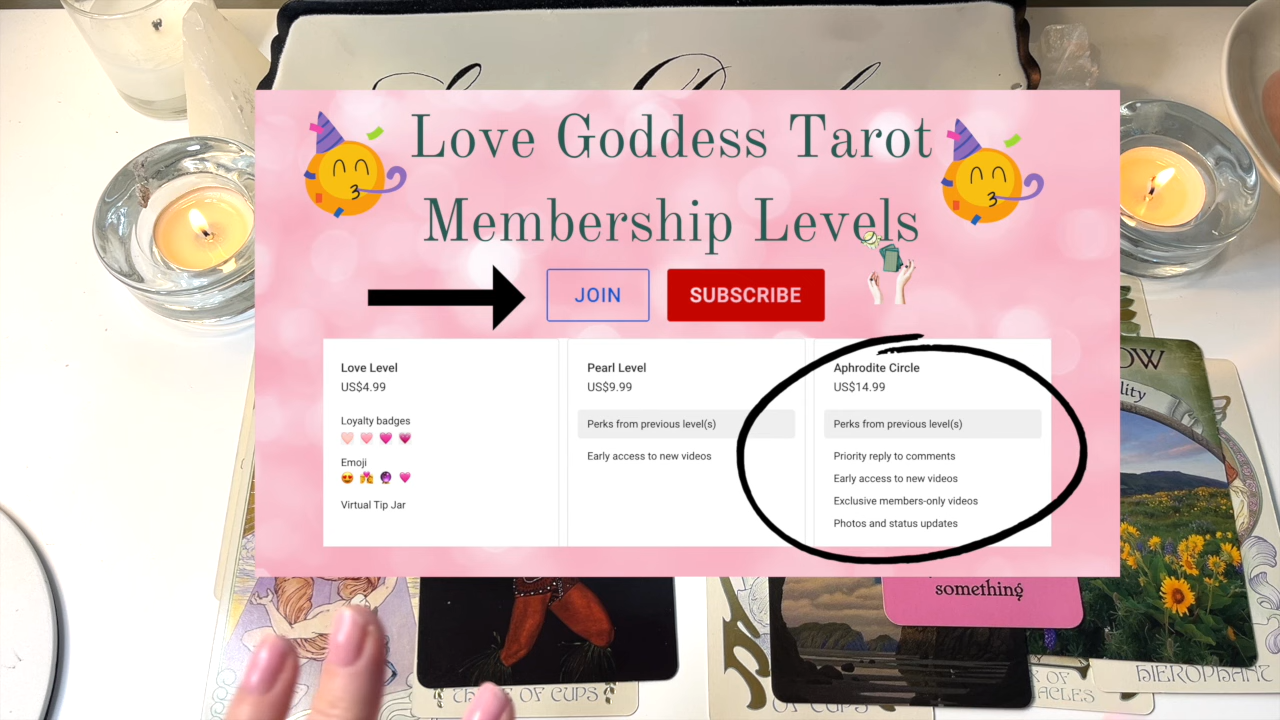 Love Goddess Tarot
Membership Levels
JOIN
SUBSCRIBE
Love Level
US$4.99
Loyalty badges
Emoji
Virtual Tip Jar
Pearl Level
US$9.99
Perks from previous level(s)
Early access to new videos
Aphrodite Circle
US$14.99
Perks from previous level(s)
Priority reply to comments
Early access to new videos
Exclusive members-only videos
Photos and status updates
something
OF CUPS
HIEROPHANT